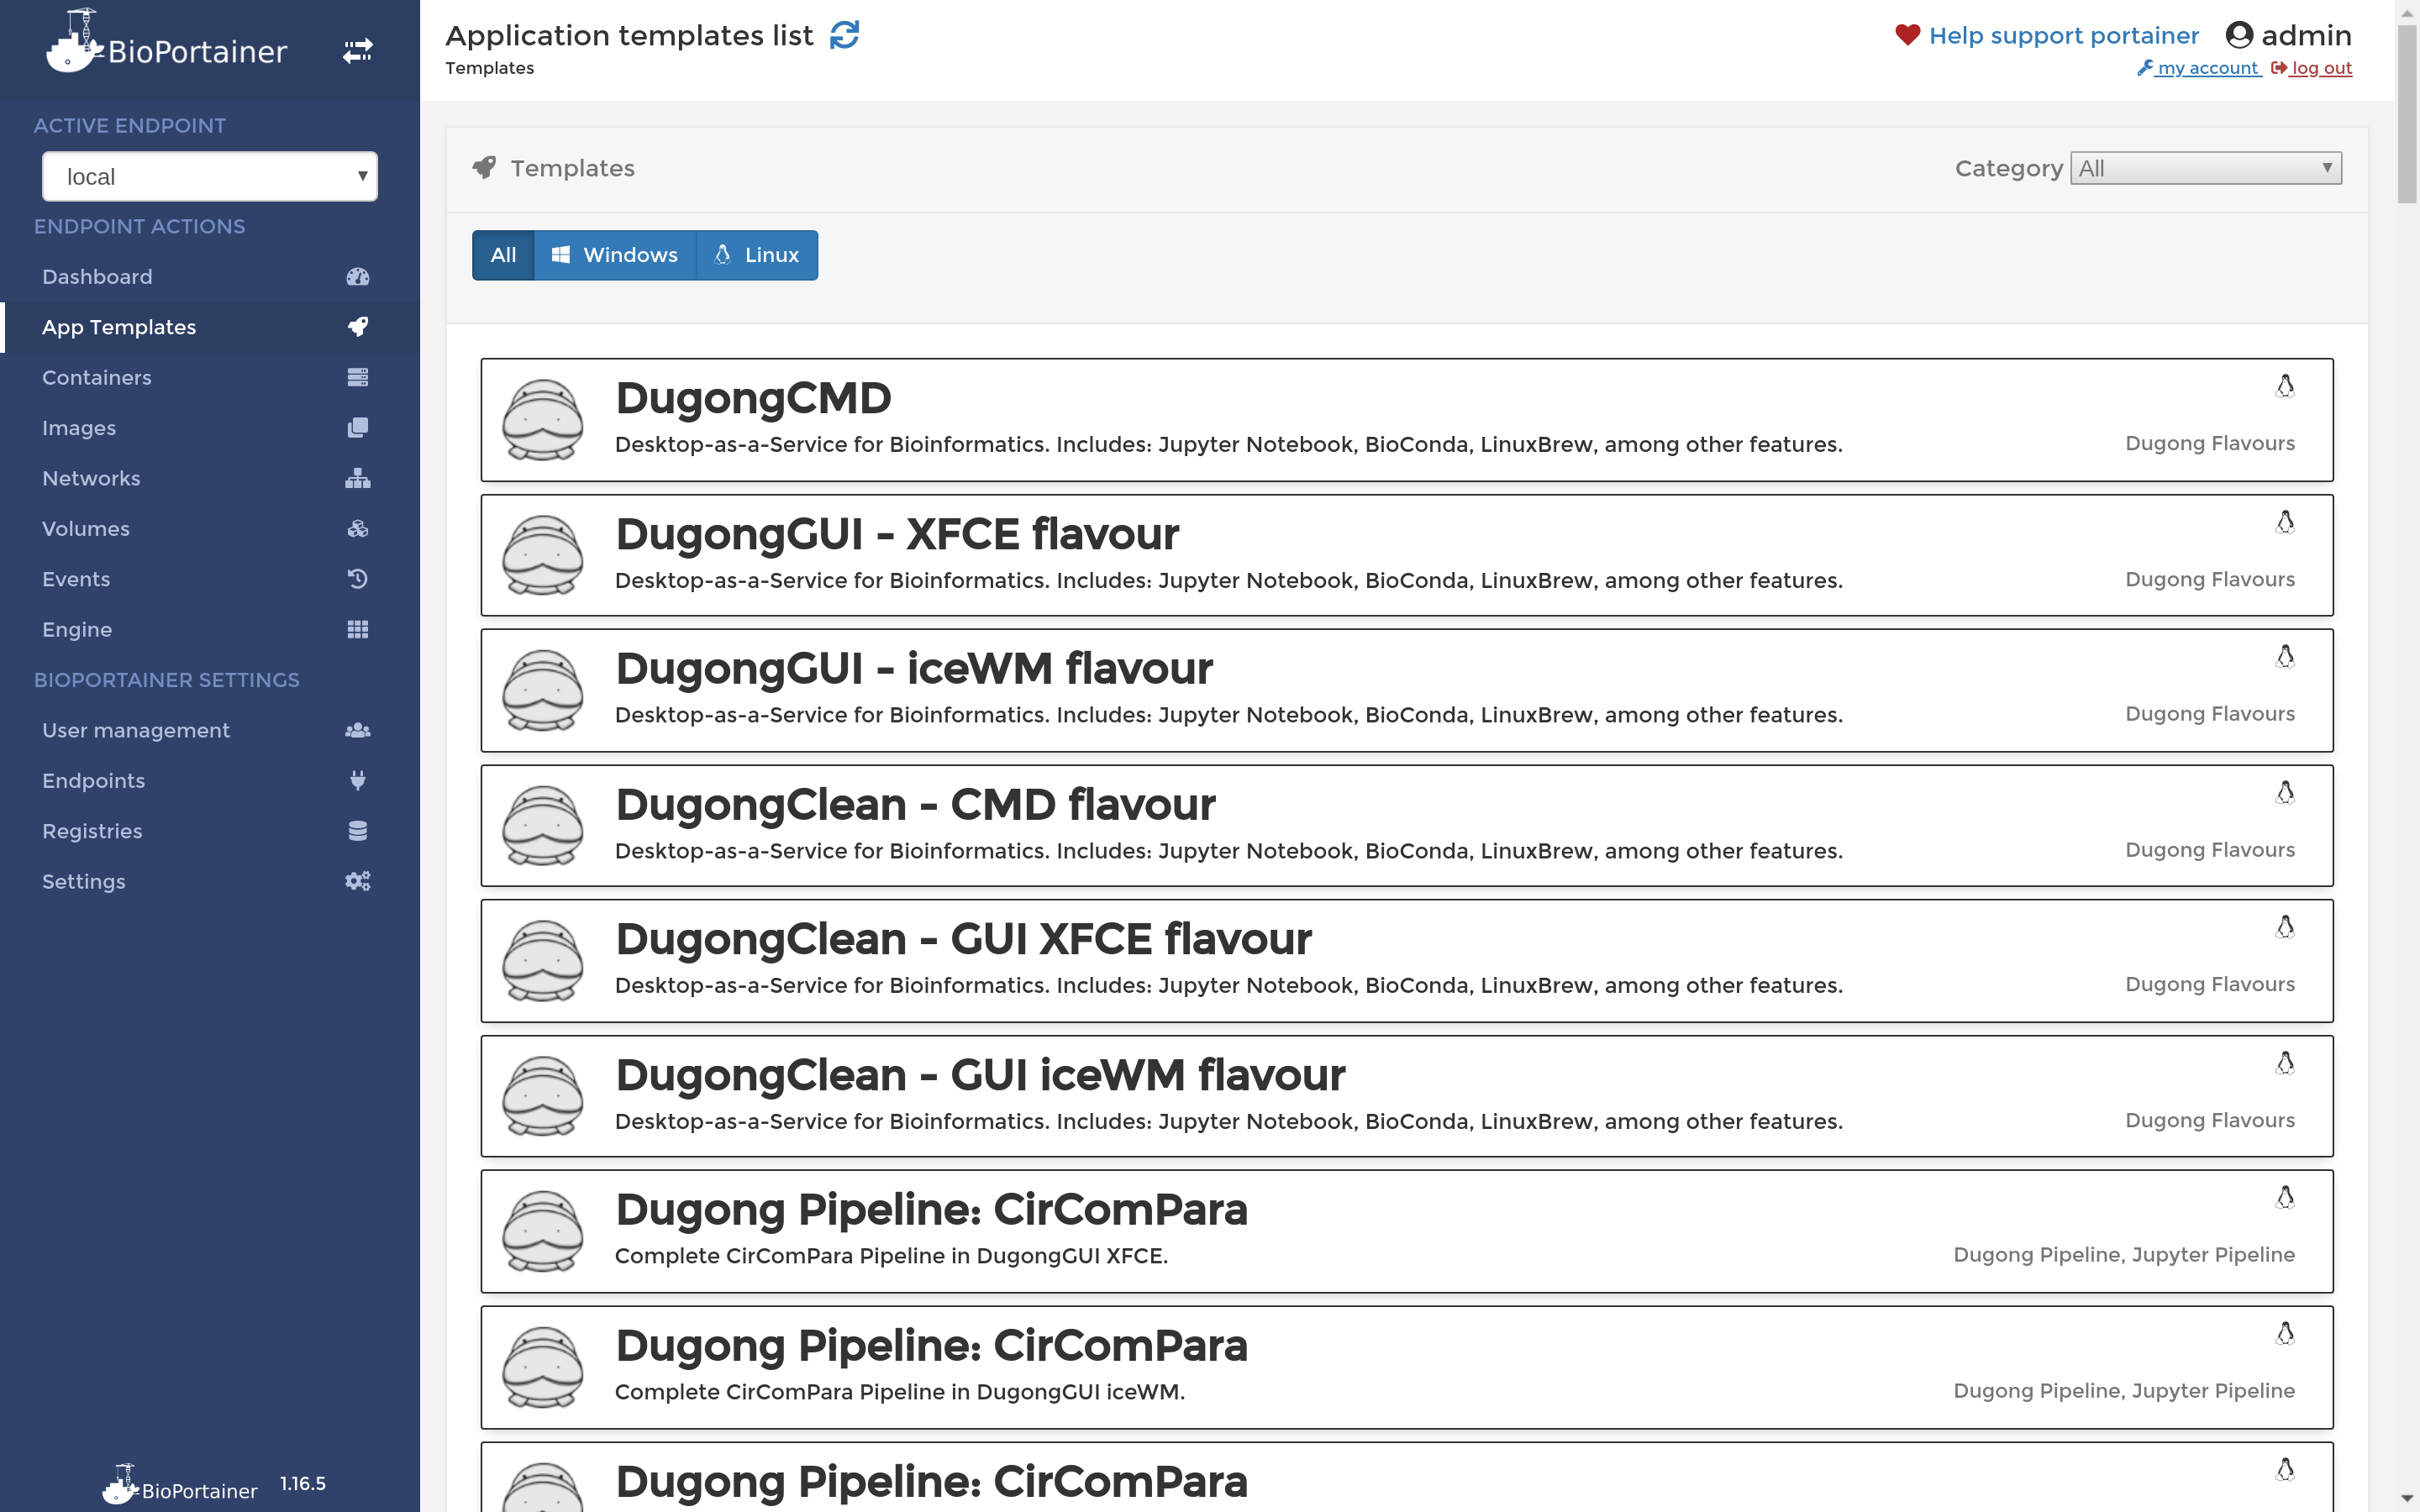 BioPortainer
ACTIVE ENDPOINT
local
ENDPOINT ACTIONS
Dashboard
App Templates
Containers
Images
Networks
Volumes
Events
Engine
BIOPORTAINER SETTINGS
User management
Endpoints
Registries
Settings
BioPortainer 1.16.5
Application templates list
Templates
Help support portainer admin
my account log out
Templates
Category All
All Windows Linux
DugongCMD
Desktop-as-a-Service for Bioinformatics. Includes: Jupyter Notebook, BioConda, LinuxBrew, among other features. Dugong Flavours
DugongGUI - XFCE flavour
Desktop-as-a-Service for Bioinformatics. Includes: Jupyter Notebook, BioConda, LinuxBrew, among other features. Dugong Flavours
DugongGUI - iceWM flavour
Desktop-as-a-Service for Bioinformatics. Includes: Jupyter Notebook, BioConda, LinuxBrew, among other features. Dugong Flavours
DugongClean - CMD flavour
Desktop-as-a-Service for Bioinformatics. Includes: Jupyter Notebook, BioConda, LinuxBrew, among other features. Dugong Flavours
DugongClean - GUI XFCE flavour
Desktop-as-a-Service for Bioinformatics. Includes: Jupyter Notebook, BioConda, LinuxBrew, among other features. Dugong Flavours
DugongClean - GUI iceWM flavour
Desktop-as-a-Service for Bioinformatics. Includes: Jupyter Notebook, BioConda, LinuxBrew, among other features. Dugong Flavours
Dugong Pipeline: CirComPara
Complete CirComPara Pipeline in DugongGUI XFCE. Dugong Pipeline, Jupyter Pipeline
Dugong Pipeline: CirComPara
Complete CirComPara Pipeline in DugongGUI iceWM. Dugong Pipeline, Jupyter Pipeline
Dugong Pipeline: CirComPara